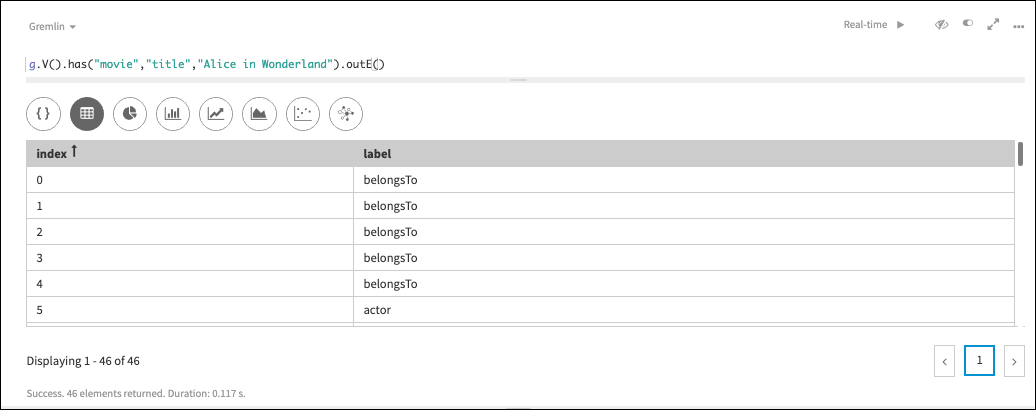 Gremlin
Real-time
g.V().has("movie","title","Alice in Wonderland").outE()
{ }
index
label
0
belongsTo
1
belongsTo
2
belongsTo
3
belongsTo
4
belongsTo
5
actor
Displaying 1 - 46 of 46
< 1 >
Success. 46 elements returned. Duration: 0.117 s.